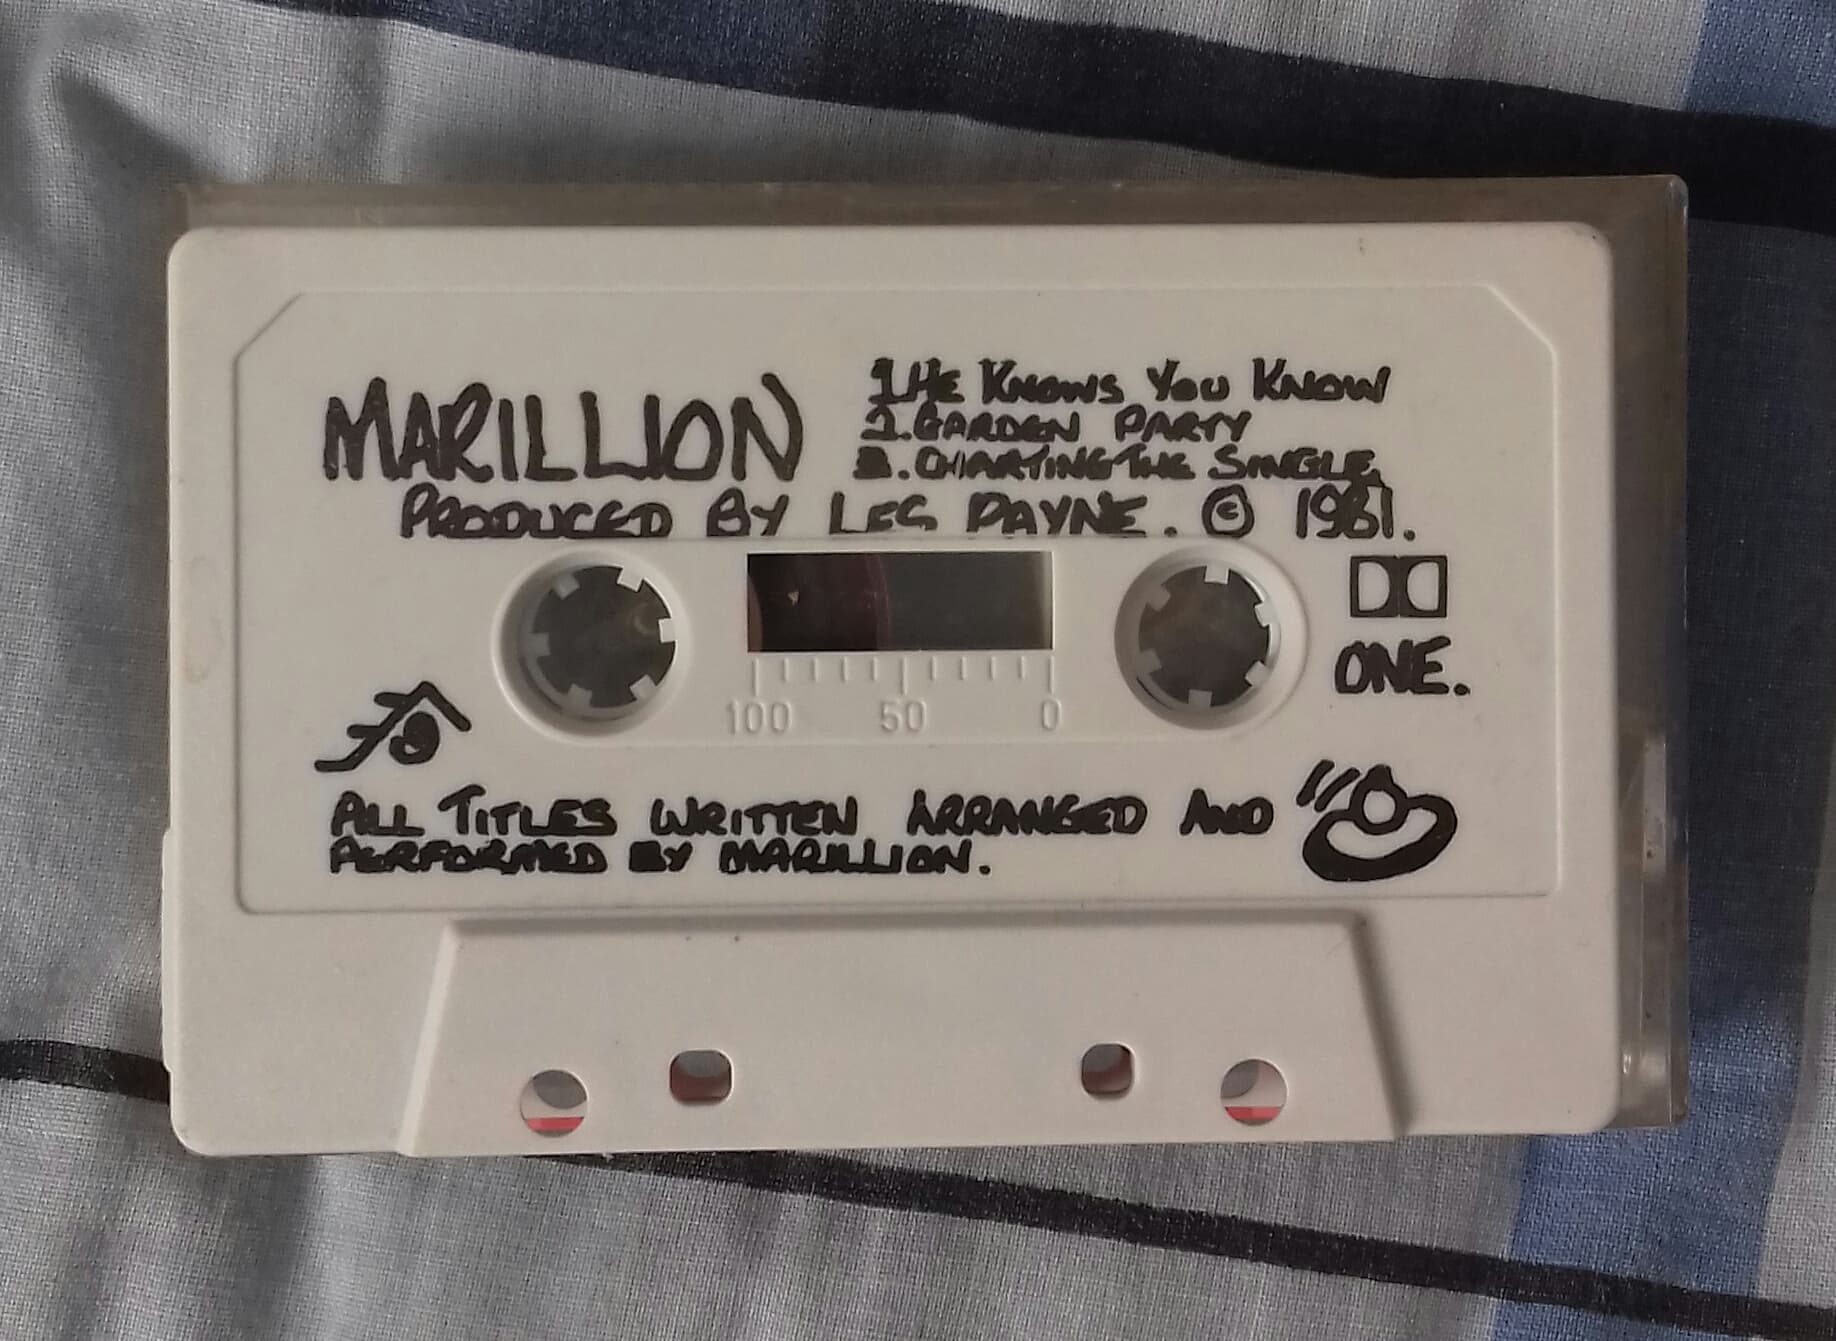 MARILLION
1. HE KNOWS YOU KNOW
2. GARDEN PARTY
3. CHARTING THE SINGLE
PRODUCED BY LES PAYNE. © 1981.
ONE.
100 50 0
ALL TITLES WRITTEN ARRANGED AND
PERFORMED BY MARILLION.